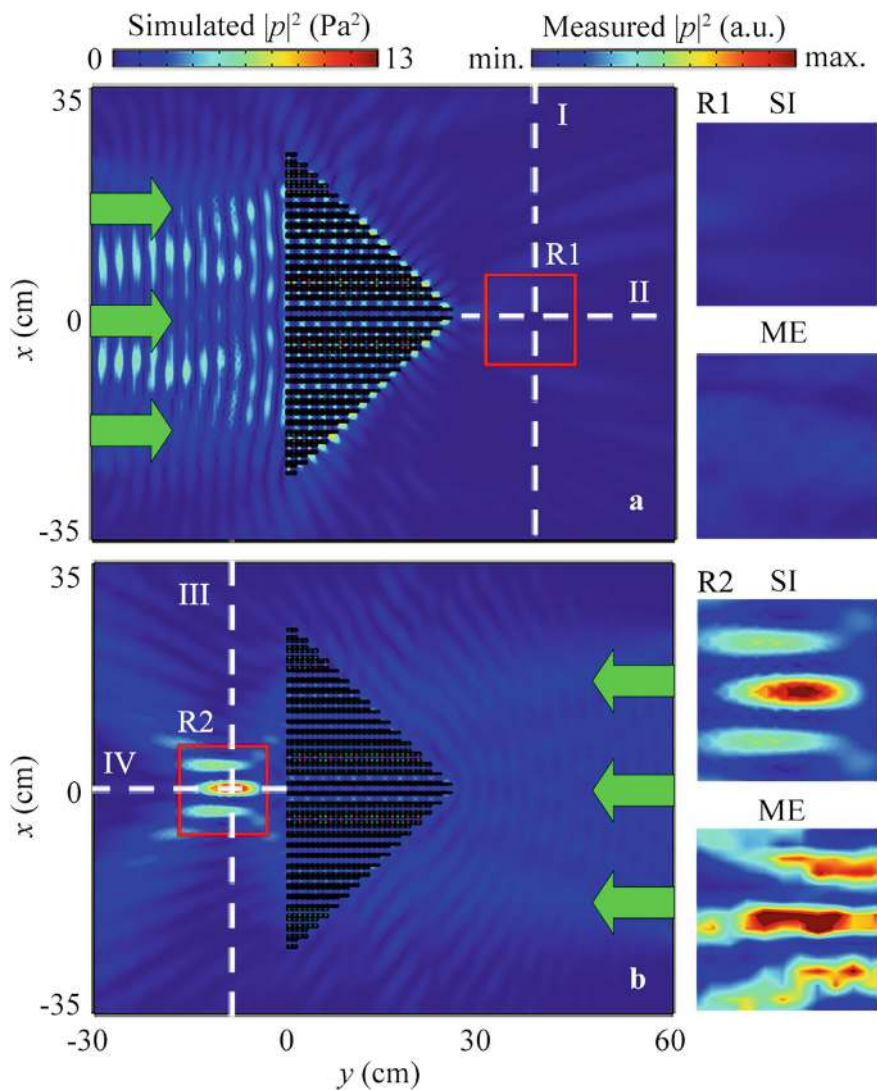 Simulated |p|² (Pa²)
Measured |p|² (a.u.)
0
13
min.
max.
35
I
R1
SI
R1
x (cm)
0
II
ME
-35
a
35
III
R2
SI
R2
IV
x (cm)
0
ME
-35
b
-30
0
30
60
y (cm)